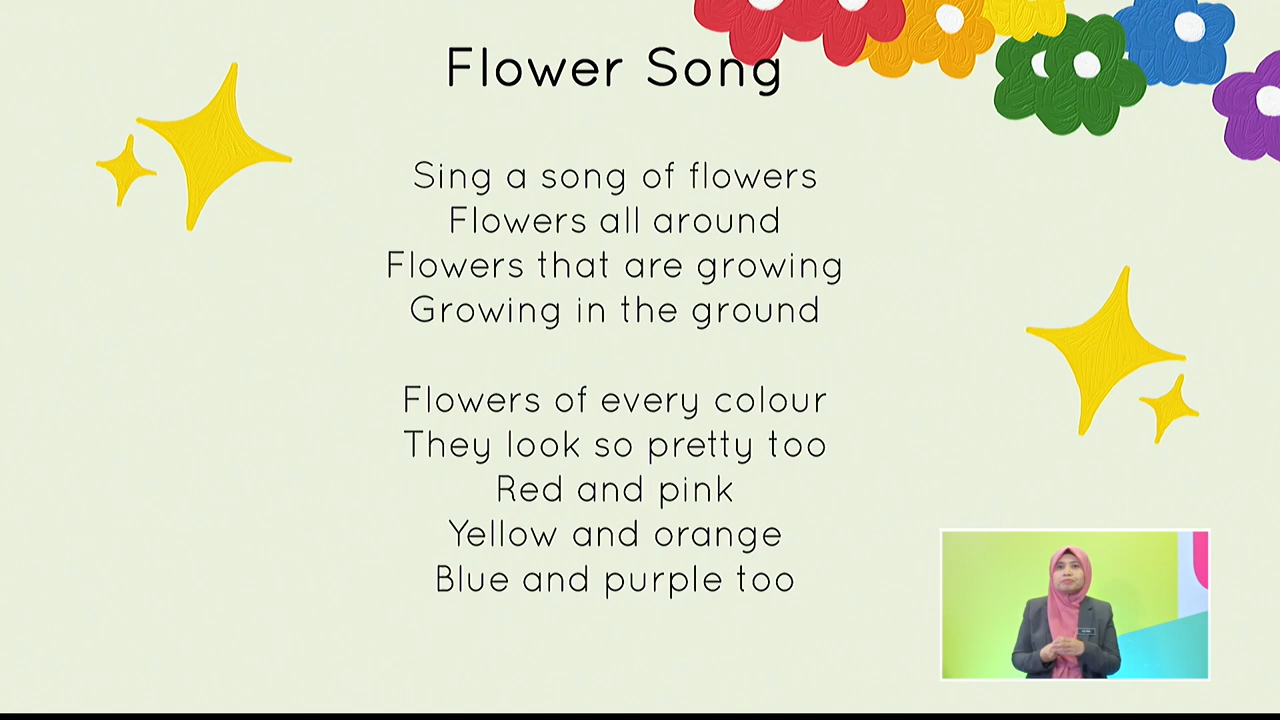 Flower Song
Sing a song of flowers
Flowers all around
Flowers that are growing
Growing in the ground
Flowers of every colour
They look so pretty too
Red and pink
Yellow and orange
Blue and purple too